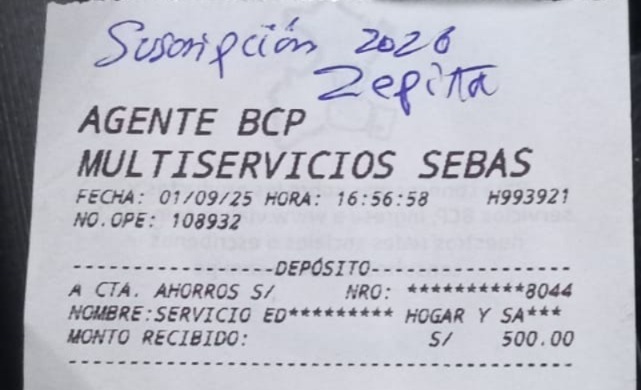 Suscripción 2026
Zepita
AGENTE BCP
MULTISERVICIOS SEBAS
FECHA: 01/09/25 HORA: 16:56:58 H993921
NO.OPE: 108932
--------------------DEPÓSITO--------------------
A CTA. AHORROS S/ NRO: **********8044
NOMBRE:SERVICIO ED********* HOGAR Y SA***
MONTO RECIBIDO: S/ 500.00